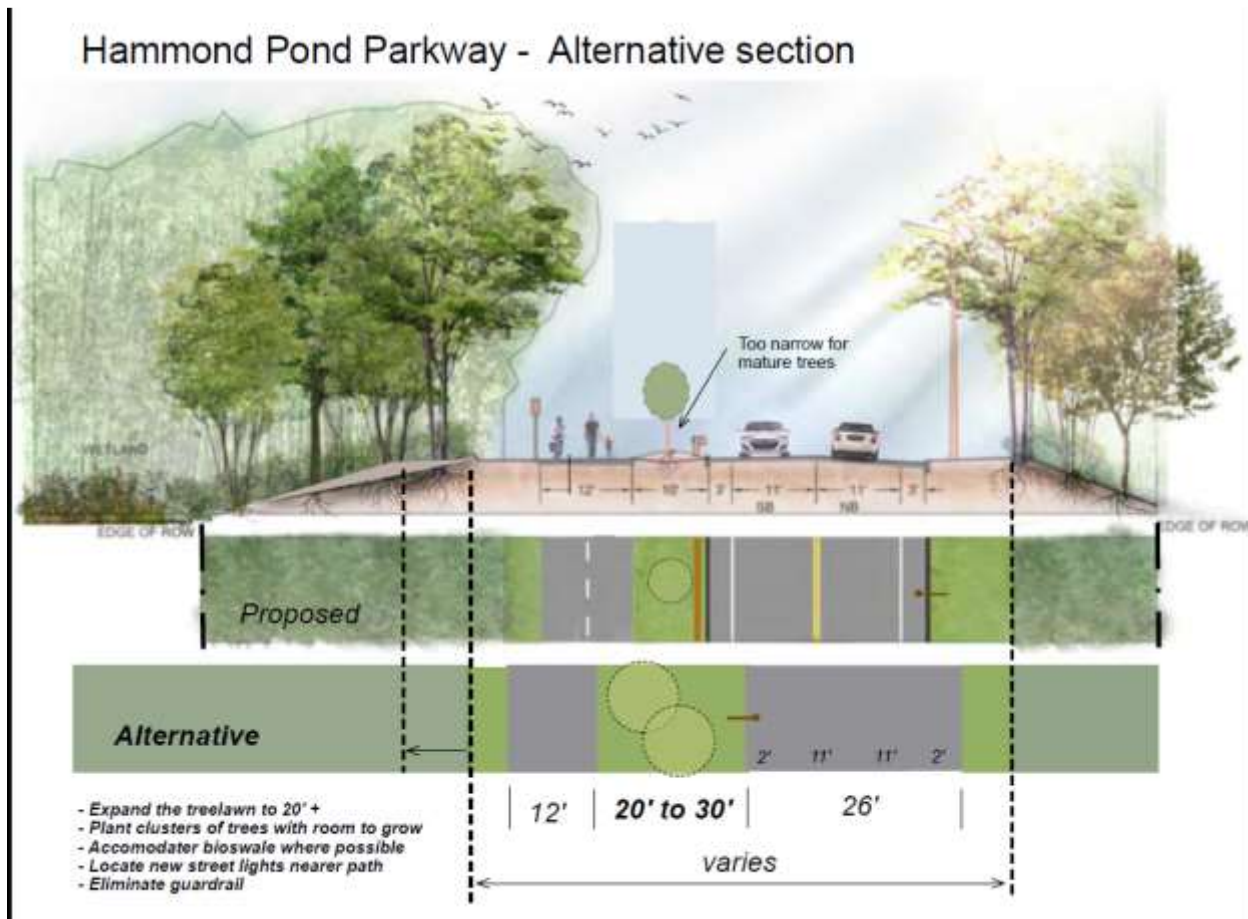 Hammond Pond Parkway - Alternative section
Too narrow for
mature trees
WETLAND
12' 10' 3' 11' 11' 3'
SB NB
EDGE OF ROW
EDGE OF ROW
Proposed
Alternative
2' 11' 11' 2'
- Expand the treelawn to 20' +
- Plant clusters of trees with room to grow
- Accomodater bioswale where possible
- Locate new street lights nearer path
- Eliminate guardrail
12' 20' to 30' 26'
varies